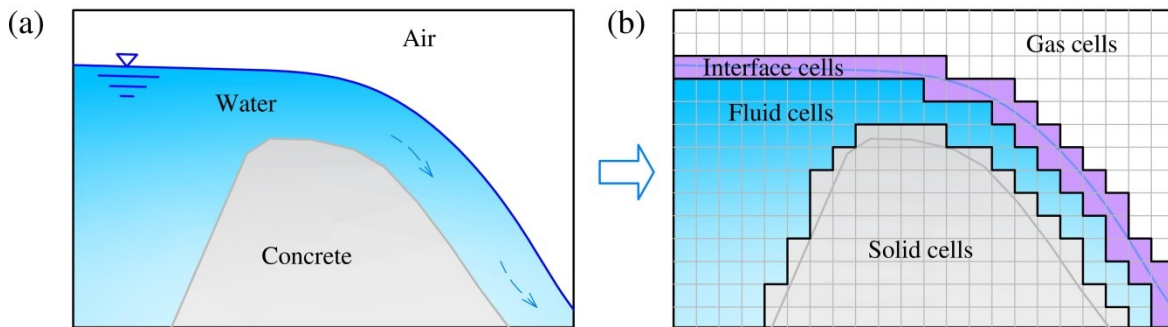 (a)
Air
Water
Concrete
(b)
Gas cells
Interface cells
Fluid cells
Solid cells